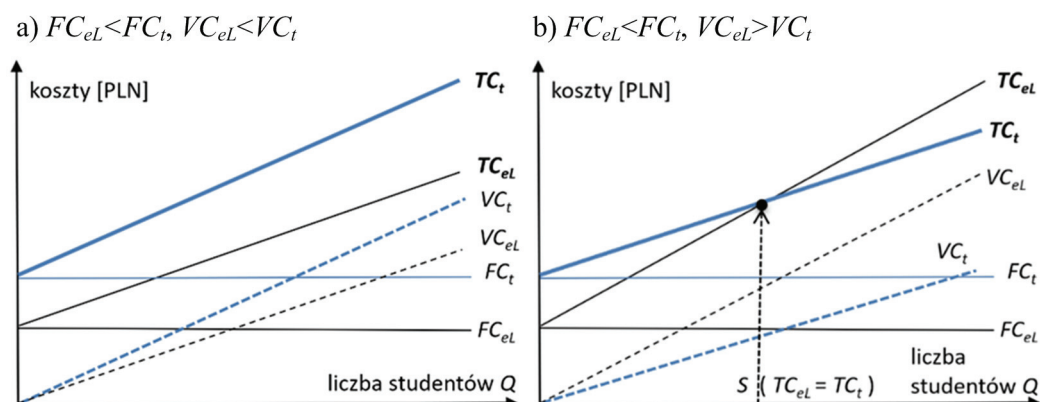 a) FC_eL<FC_t, VC_eL<VC_t
koszty [PLN]
TC_t
TC_eL
VC_t
VC_eL
FC_t
FC_eL
liczba studentów Q
b) FC_eL<FC_t, VC_eL>VC_t
koszty [PLN]
TC_eL
TC_t
VC_eL
VC_t
FC_t
FC_eL
liczba
studentów Q
S ( TC_eL = TC_t )